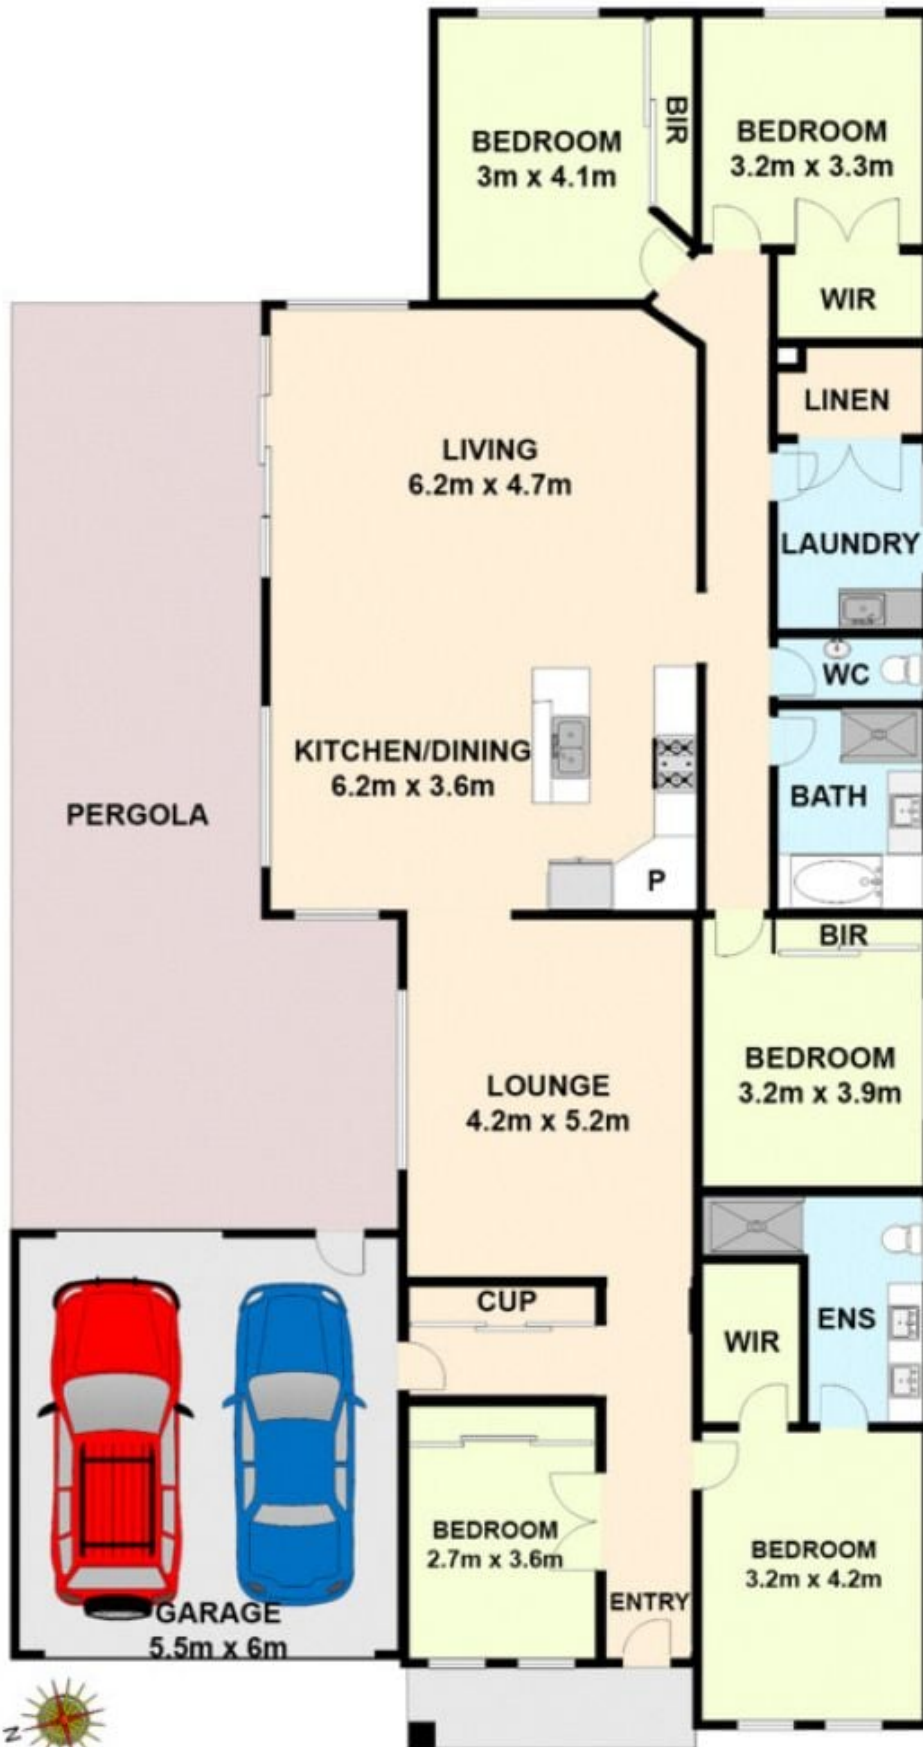 BEDROOM
3m x 4.1m
BIR
BEDROOM
3.2m x 3.3m
WIR
LINEN
LIVING
6.2m x 4.7m
LAUNDRY
WC
KITCHEN/DINING
6.2m x 3.6m
BATH
PERGOLA
P
BIR
LOUNGE
4.2m x 5.2m
BEDROOM
3.2m x 3.9m
CUP
ENS
WIR
BEDROOM
2.7m x 3.6m
BEDROOM
3.2m x 4.2m
ENTRY
GARAGE
5.5m x 6m
N